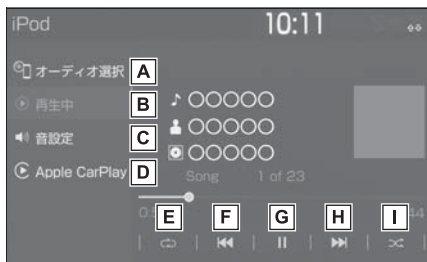 iPod 10:11
オーディオ選択 A
再生中 B
音設定 C
Apple CarPlay D
○○○○○
○○○○○
○○○○○
Song 1 of 23
E F G H I